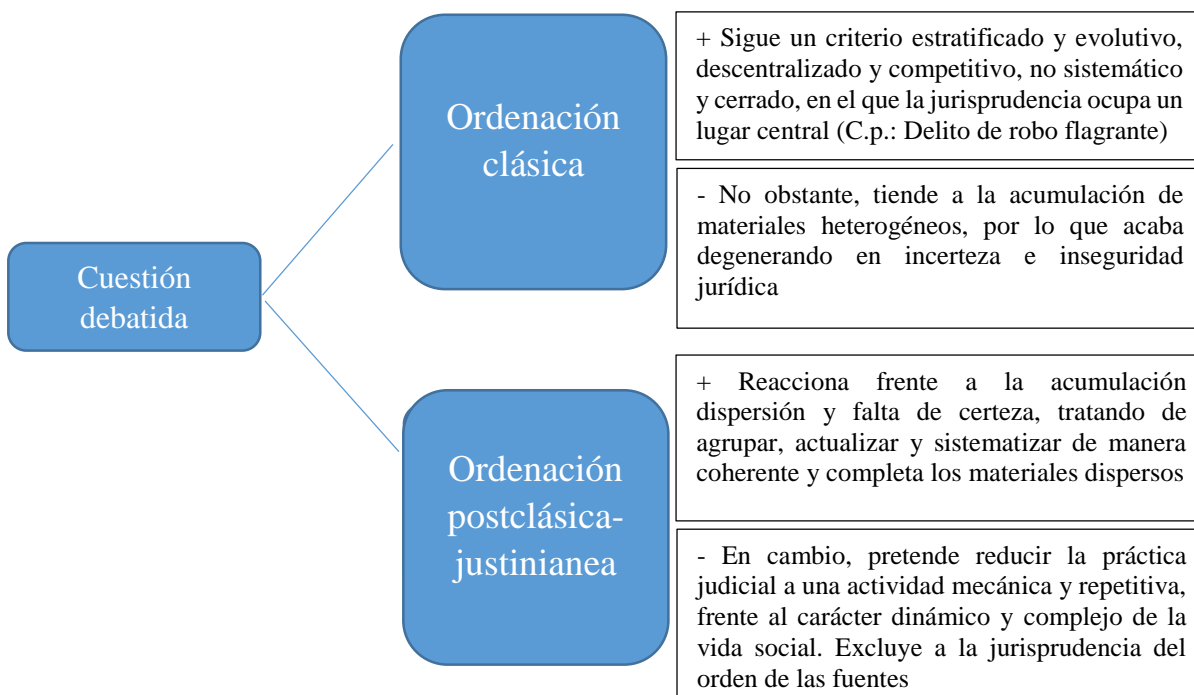 Cuestión
debatida
Ordenación
clásica
+ Sigue un criterio estratificado y evolutivo,
descentralizado y competitivo, no sistemático
y cerrado, en el que la jurisprudencia ocupa un
lugar central (C.p.: Delito de robo flagrante)
- No obstante, tiende a la acumulación de
materiales heterogéneos, por lo que acaba
degenerando en incerteza e inseguridad
jurídica
Ordenación
postclásica-
justinianea
+ Reacciona frente a la acumulación
dispersión y falta de certeza, tratando de
agrupar, actualizar y sistematizar de manera
coherente y completa los materiales dispersos
- En cambio, pretende reducir la práctica
judicial a una actividad mecánica y repetitiva,
frente al carácter dinámico y complejo de la
vida social. Excluye a la jurisprudencia del
orden de las fuentes